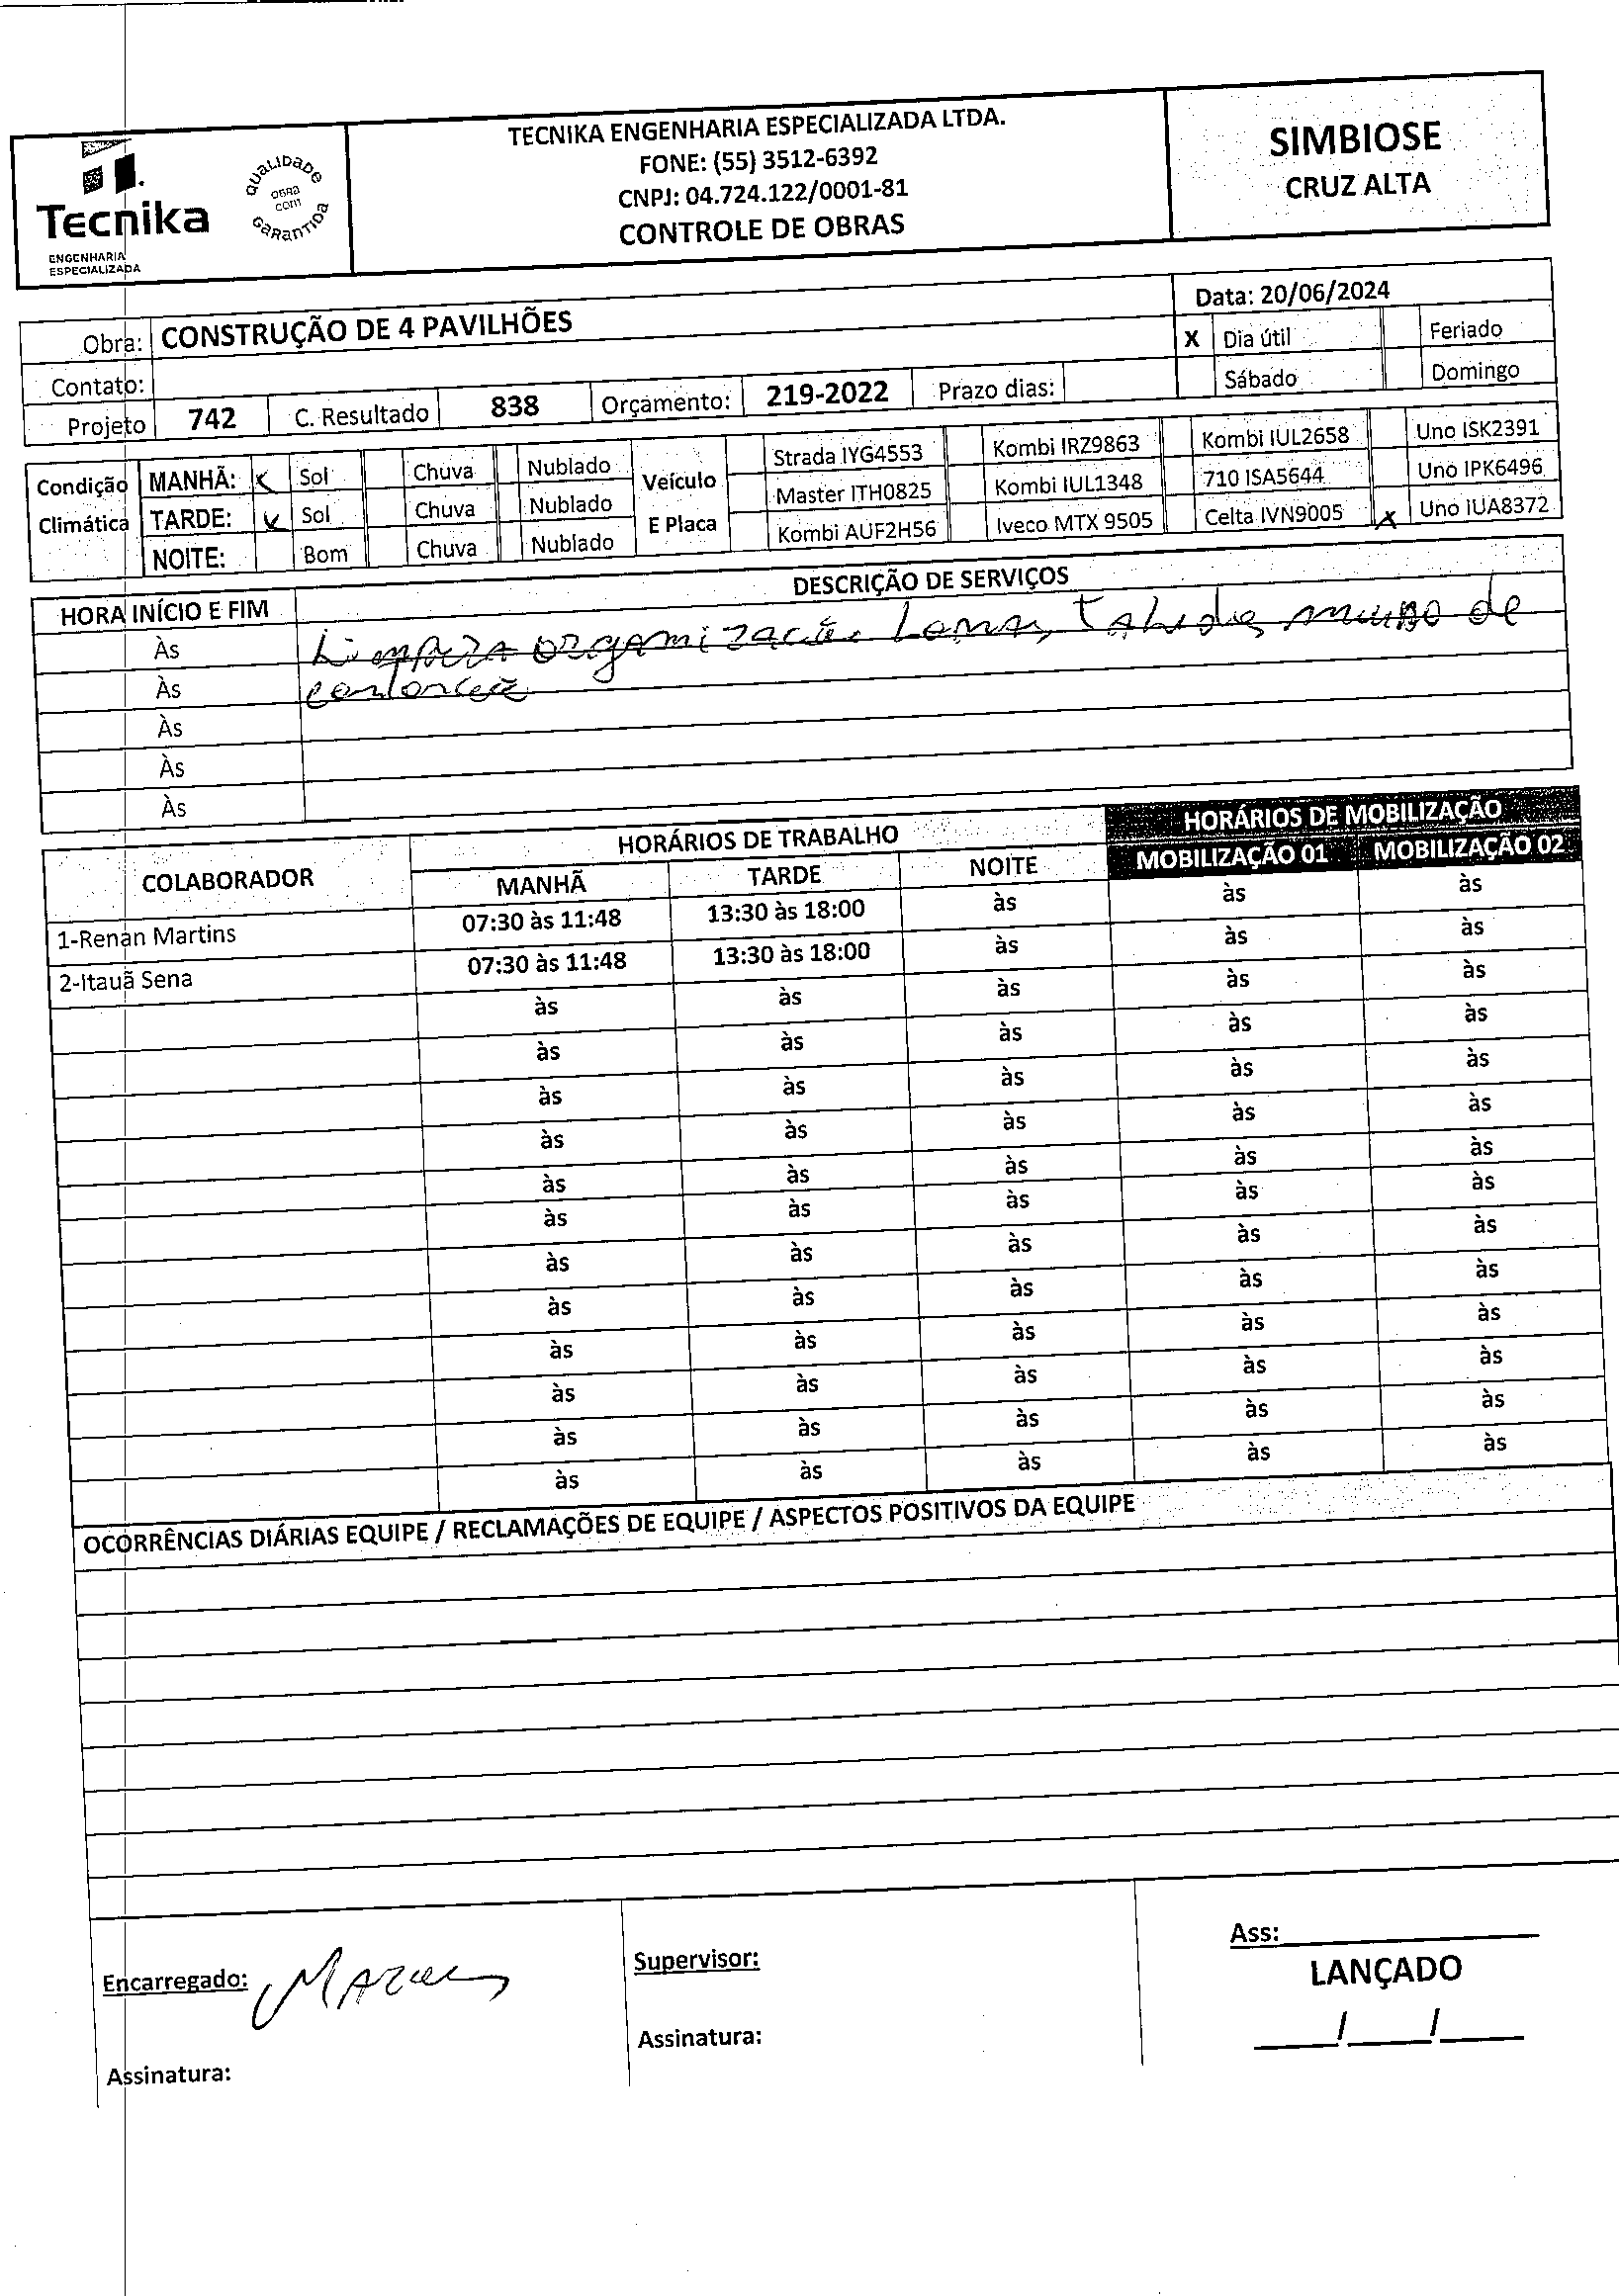 TECNIKA ENGENHARIA ESPECIALIZADA LTDA.
FONE: (55) 3512-6392
CNPJ: 04.724.122/0001-81
CONTROLE DE OBRAS
Tecnika
ENGENHARIA
ESPECIALIZADA
QUALIDADE
OBRA
COM
GARANTIDA
SIMBIOSE
CRUZ ALTA
Obra: CONSTRUÇÃO DE 4 PAVILHÕES
Data: 20/06/2024
X Dia útil Feriado
Contato:
Sábado Domingo
Projeto 742 C. Resultado 838 Orçamento: 219-2022 Prazo dias:
Condição Climática
MANHÃ: X Sol Chuva Nublado
TARDE: X Sol Chuva Nublado
NOITE: Bom Chuva Nublado
Veículo E Placa
Strada IYG4553 Kombi IRZ9863 Kombi IUL2658 Uno ISK2391
Master ITH0825 Kombi IUL1348 710 ISA5644 Uno IPK6496
Kombi AUF2H56 Iveco MTX 9505 Celta IVN9005 X Uno IUA8372
HORA INÍCIO E FIM DESCRIÇÃO DE SERVIÇOS
Às Limpeza organização Lona, Taludes muro de
Às
Às
Às
Às
COLABORADOR HORÁRIOS DE TRABALHO HORÁRIOS DE MOBILIZAÇÃO
MANHÃ TARDE NOITE MOBILIZAÇÃO 01 MOBILIZAÇÃO 02
1-Renan Martins 07:30 às 11:48 13:30 às 18:00 às às às
2-Itauã Sena 07:30 às 11:48 13:30 às 18:00 às às às
às às às às às
às às às às às
às às às às às
às às às às às
às às às às às
às às às às às
às às às às às
às às às às às
às às às às às
às às às às às
às às às às às
às às às às às
OCORRÊNCIAS DIÁRIAS EQUIPE / RECLAMAÇÕES DE EQUIPE / ASPECTOS POSITIVOS DA EQUIPE
Encarregado:
Assinatura:
Supervisor:
Assinatura:
Ass:
LANÇADO
___/___/___